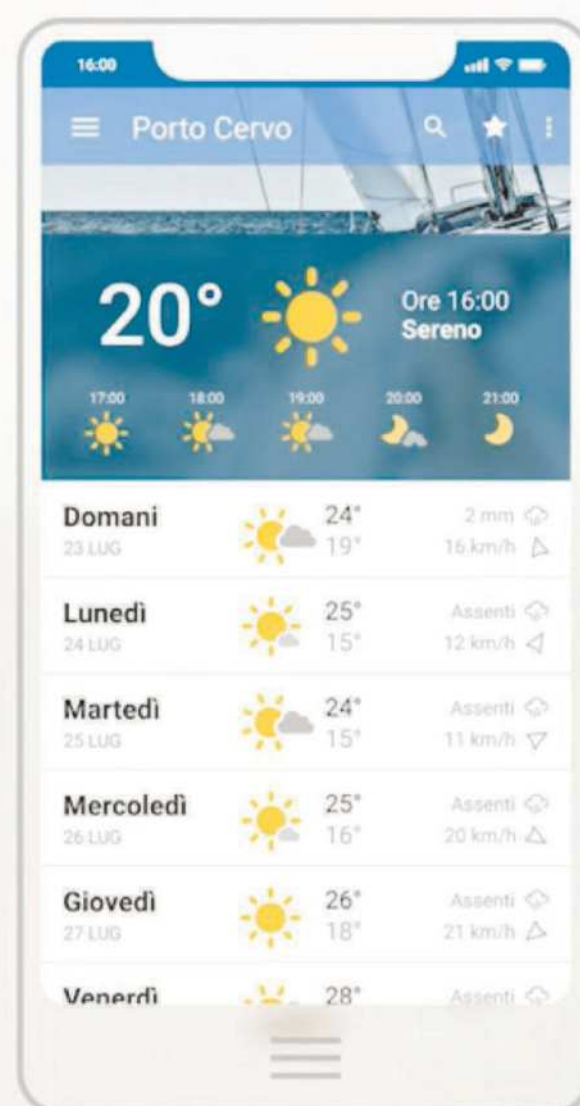 16:00
Porto Cervo
20°
Ore 16:00
Sereno
17:00 18:00 19:00 20:00 21:00
Domani 24° 2 mm
23 LUG 19° 16 km/h
Lunedì 25° Assenti
24 LUG 15° 12 km/h
Martedì 24° Assenti
25 LUG 15° 11 km/h
Mercoledì 25° Assenti
26 LUG 16° 20 km/h
Giovedì 26° Assenti
27 LUG 18° 21 km/h
Venerdì 28° Assenti